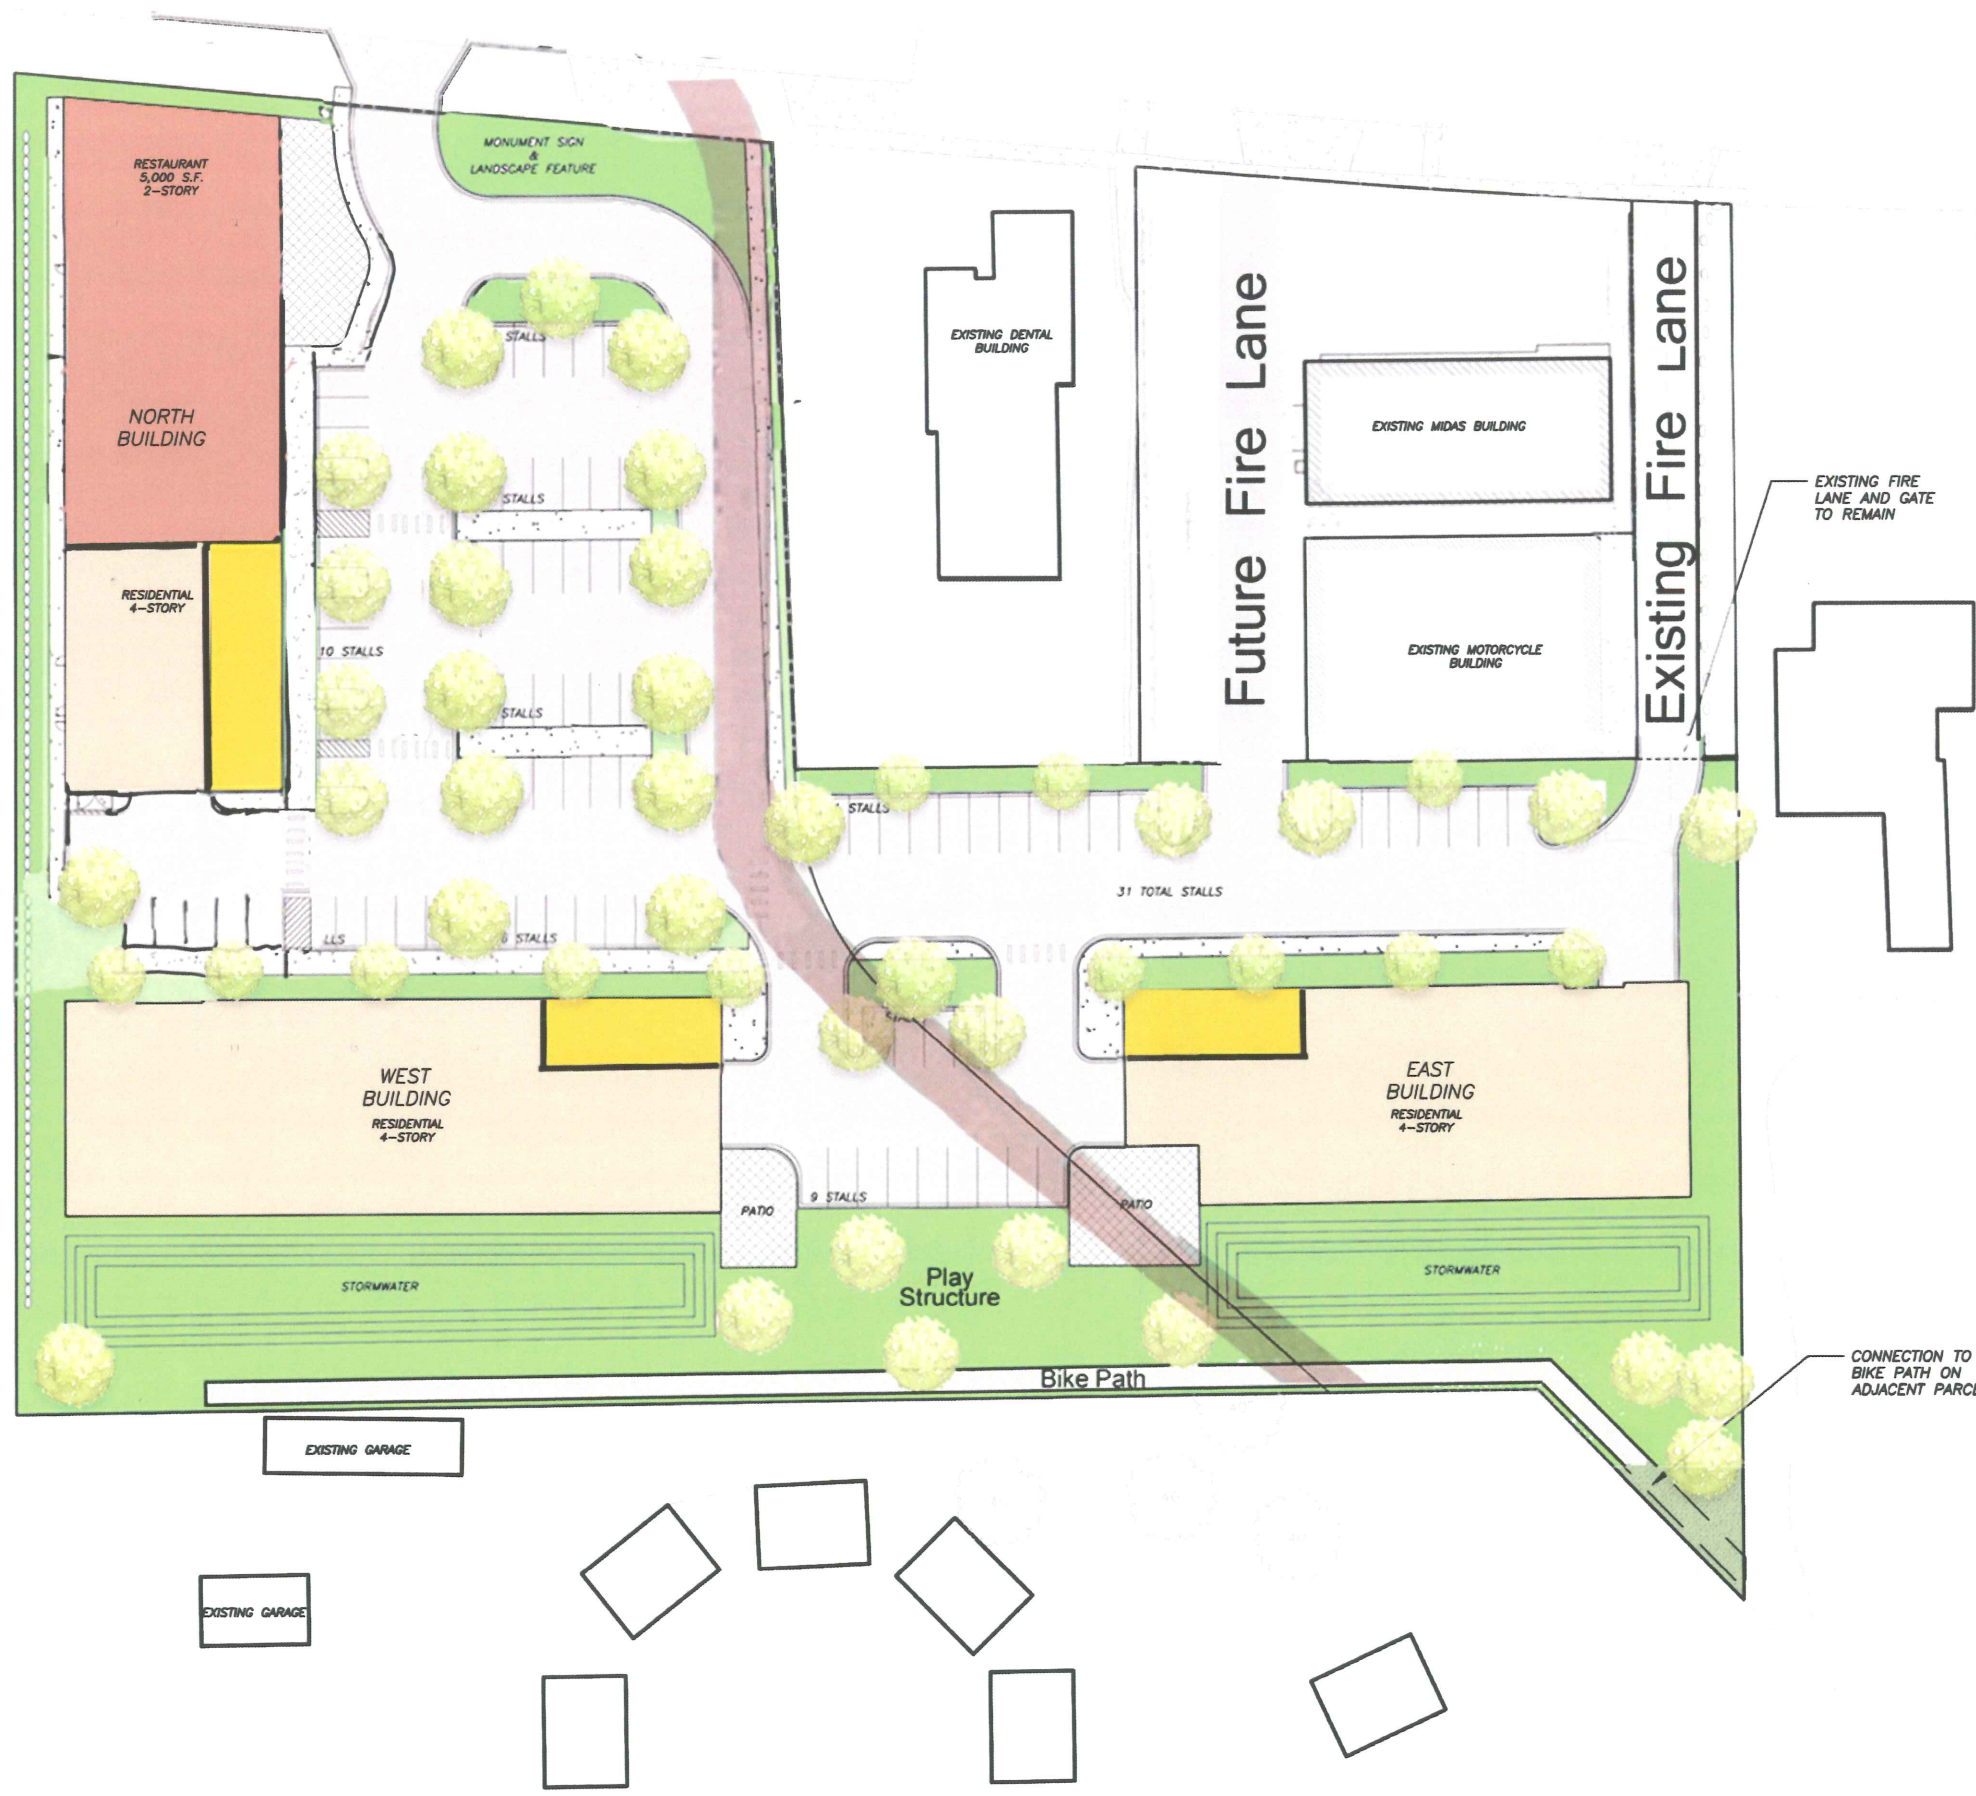 MONUMENT SIGN
&
LANDSCAPE FEATURE
RESTAURANT
5,000 S.F.
2-STORY
STALLS
EXISTING DENTAL
BUILDING
Future Fire Lane
EXISTING MIDAS BUILDING
Existing Fire Lane
NORTH
BUILDING
STALLS
EXISTING FIRE
LANE AND GATE
TO REMAIN
RESIDENTIAL
4-STORY
10 STALLS
EXISTING MOTORCYCLE
BUILDING
STALLS
STALLS
31 TOTAL STALLS
LLS
STALLS
WEST
BUILDING
RESIDENTIAL
4-STORY
EAST
BUILDING
RESIDENTIAL
4-STORY
9 STALLS
PATIO
PATIO
STORMWATER
Play
Structure
STORMWATER
Bike Path
CONNECTION TO
BIKE PATH ON
ADJACENT PARCE
EXISTING GARAGE
EXISTING GARAGE